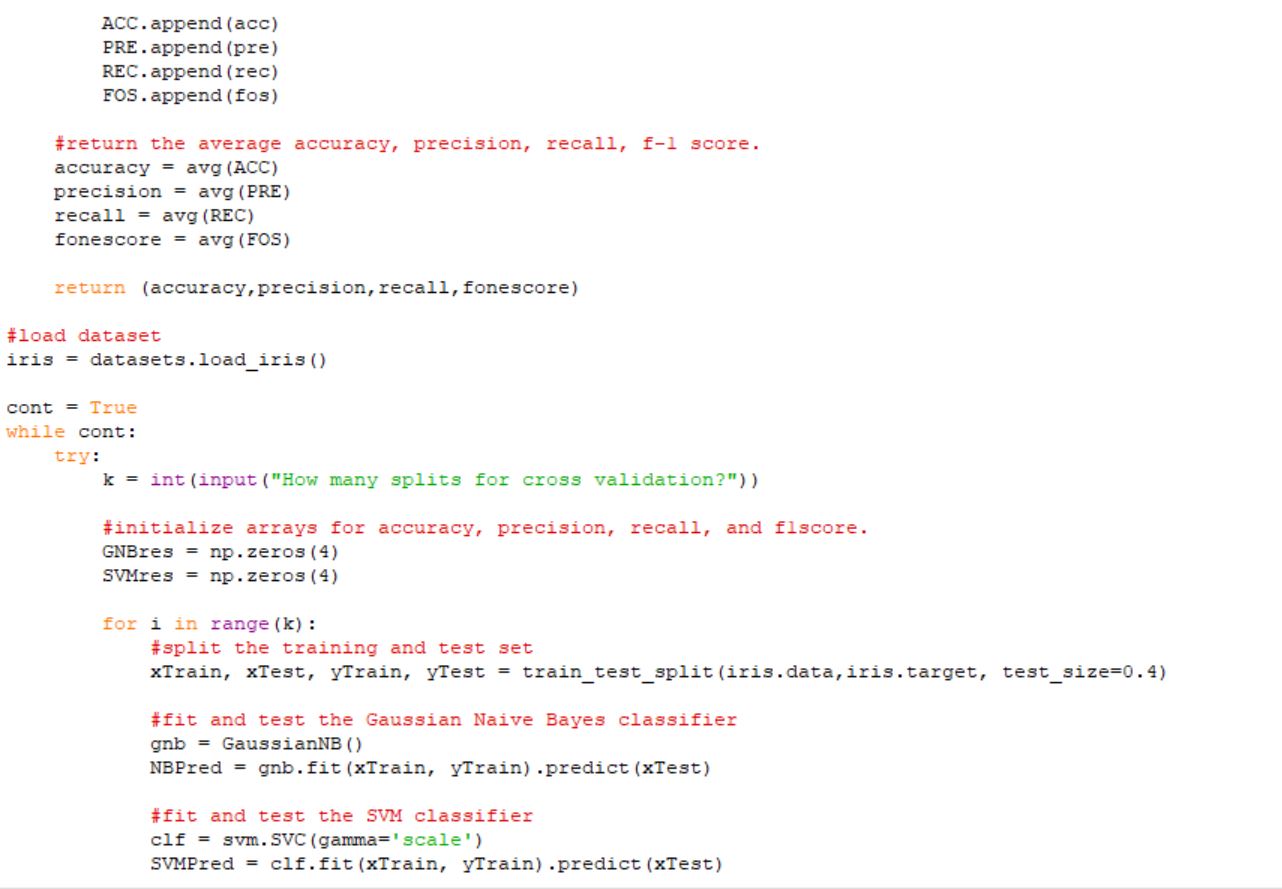 ACC.append(acc)
        PRE.append(pre)
        REC.append(rec)
        FOS.append(fos)

    #return the average accuracy, precision, recall, f-1 score.
    accuracy = avg(ACC)
    precision = avg(PRE)
    recall = avg(REC)
    fonescore = avg(FOS)

    return (accuracy,precision,recall,fonescore)

#load dataset
iris = datasets.load_iris()

cont = True
while cont:
    try:
        k = int(input("How many splits for cross validation?"))

        #initialize arrays for accuracy, precision, recall, and f1score.
        GNBres = np.zeros(4)
        SVMres = np.zeros(4)

        for i in range(k):
            #split the training and test set
            xTrain, xTest, yTrain, yTest = train_test_split(iris.data,iris.target, test_size=0.4)

            #fit and test the Gaussian Naive Bayes classifier
            gnb = GaussianNB()
            NBPred = gnb.fit(xTrain, yTrain).predict(xTest)

            #fit and test the SVM classifier
            clf = svm.SVC(gamma='scale')
            SVMPred = clf.fit(xTrain, yTrain).predict(xTest)